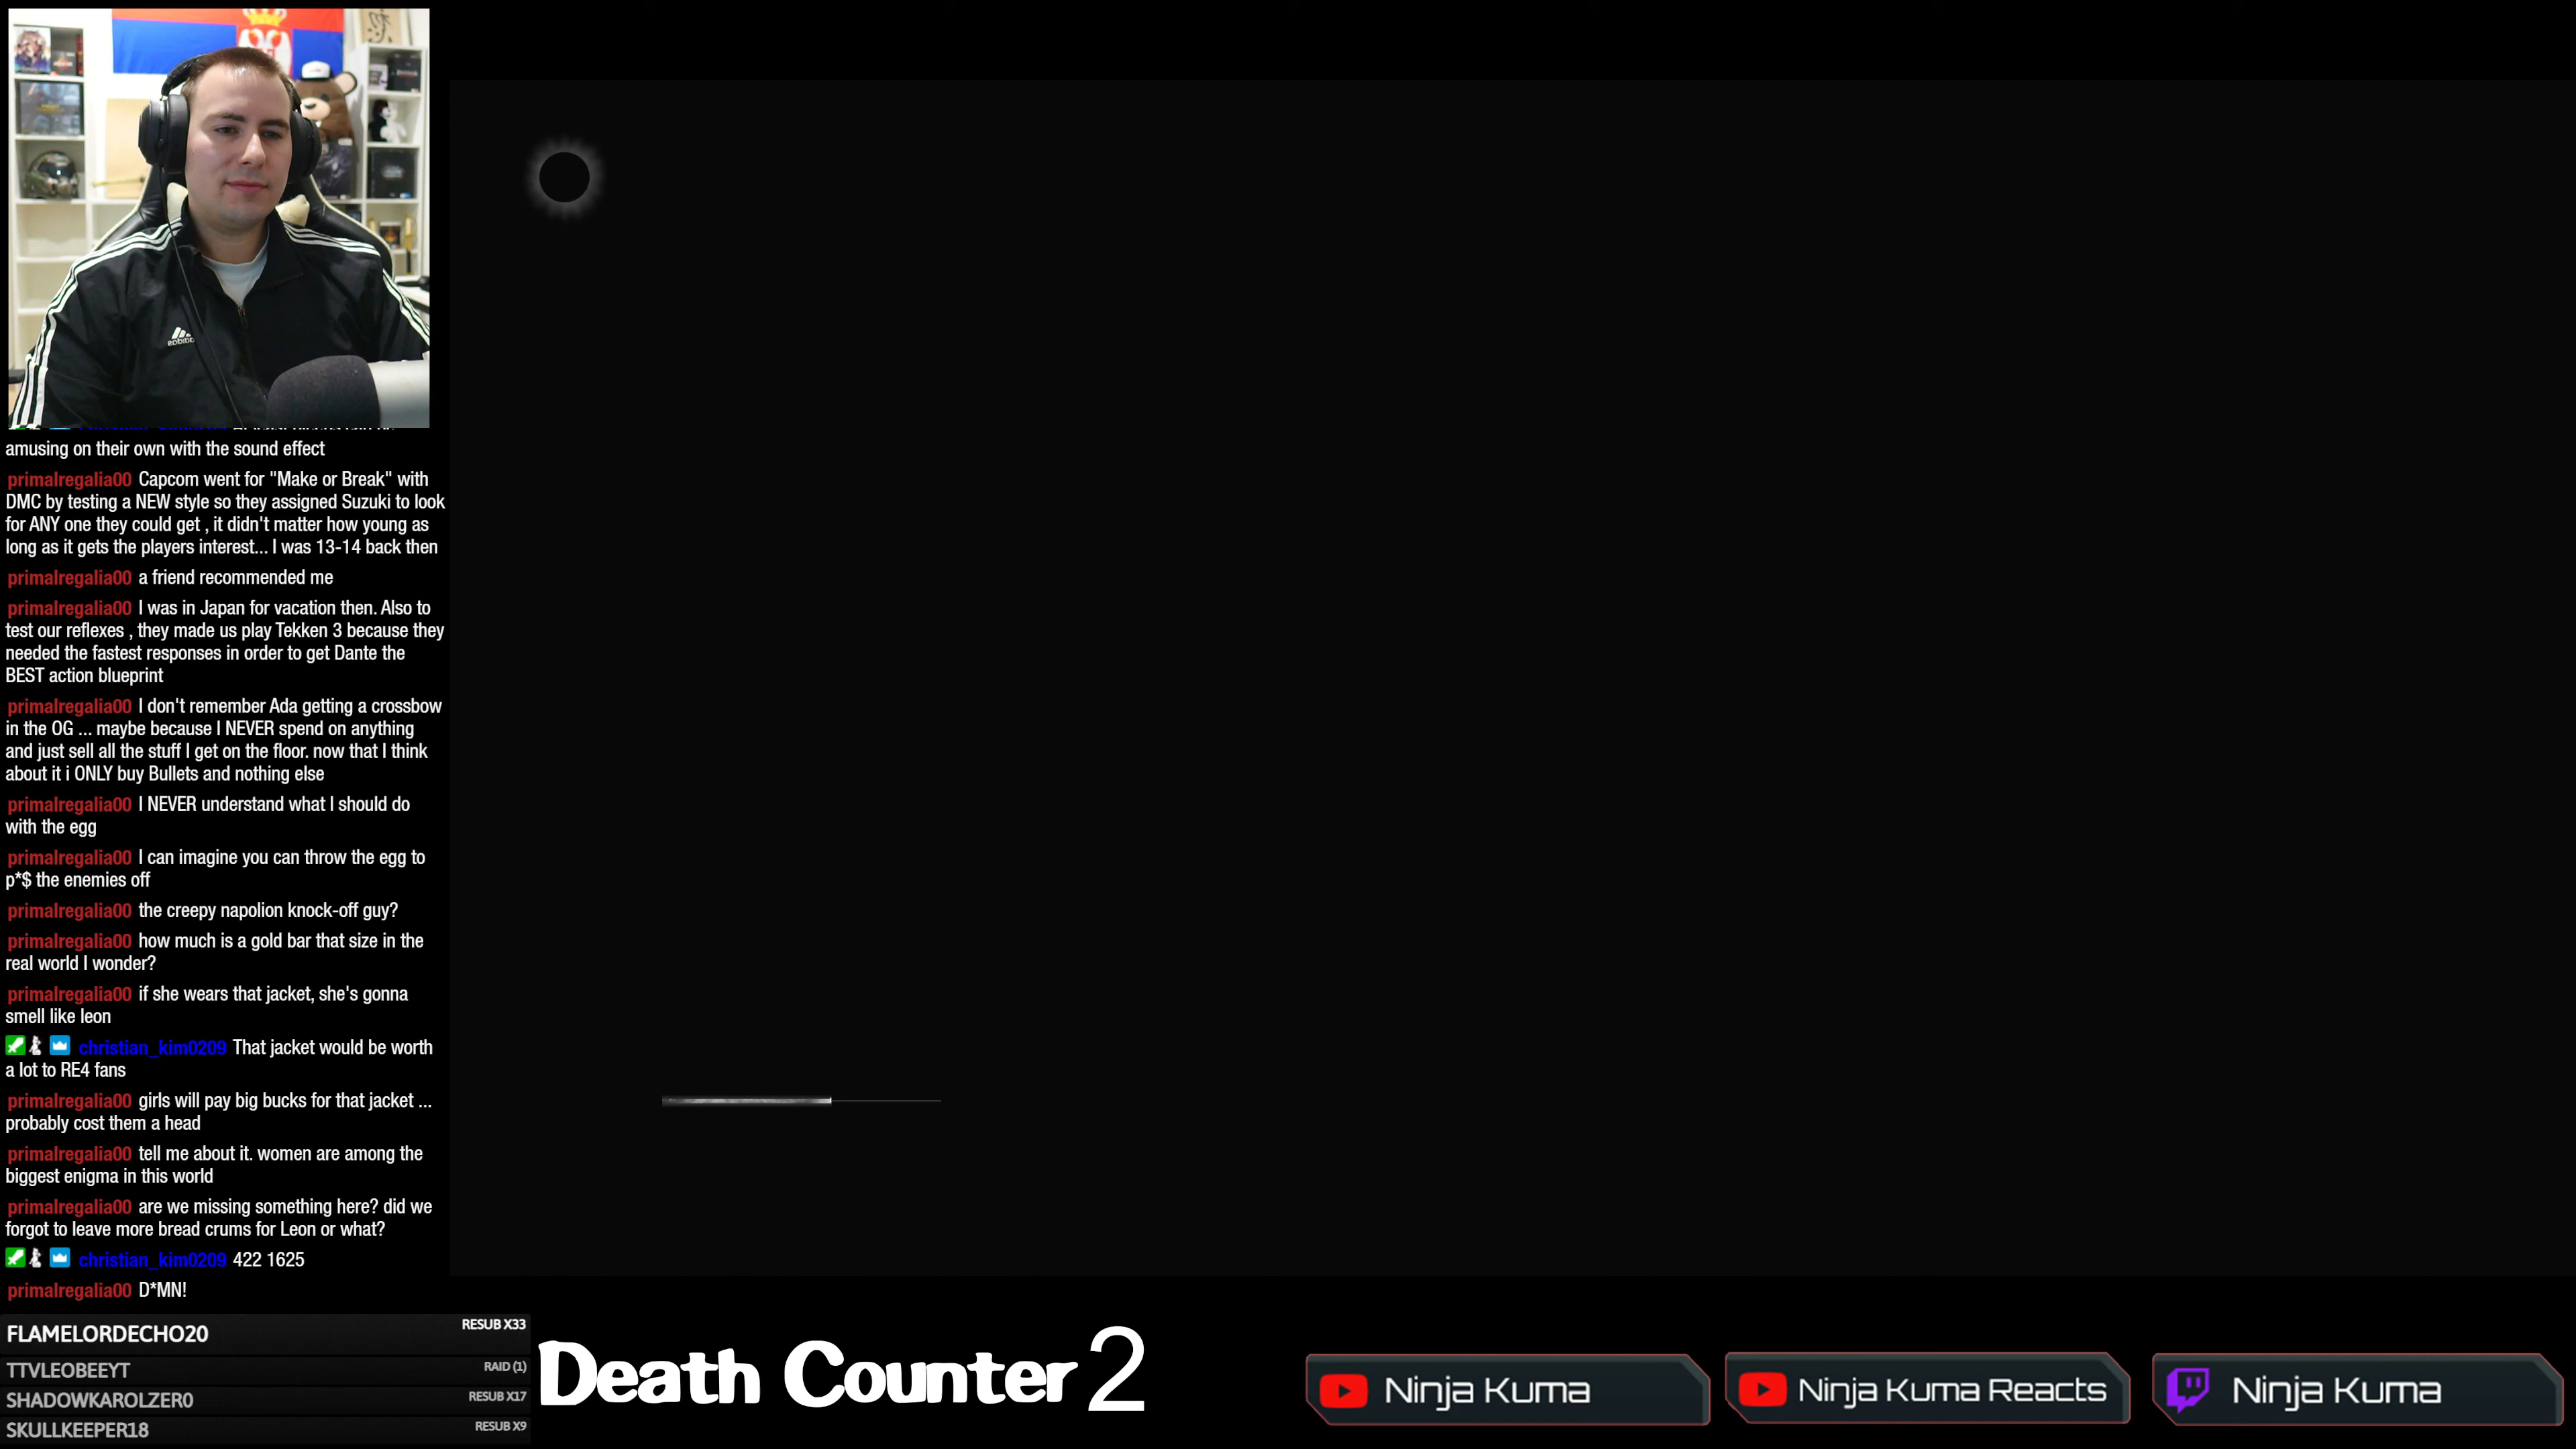 amusing on their own with the sound effect
primalregalia00 Capcom went for "Make or Break" with
DMC by testing a NEW style so they assigned Suzuki to look
for ANY one they could get , it didn't matter how young as
long as it gets the players interest... I was 13-14 back then
primalregalia00 a friend recommended me
primalregalia00 I was in Japan for vacation then. Also to
test our reflexes , they made us play Tekken 3 because they
needed the fastest responses in order to get Dante the
BEST action blueprint
primalregalia00 I don't remember Ada getting a crossbow
in the OG ... maybe because I NEVER spend on anything
and just sell all the stuff I get on the floor. now that I think
about it i ONLY buy Bullets and nothing else
primalregalia00 I NEVER understand what I should do
with the egg
primalregalia00 I can imagine you can throw the egg to
p*$ the enemies off
primalregalia00 the creepy napolion knock-off guy?
primalregalia00 how much is a gold bar that size in the
real world I wonder?
primalregalia00 if she wears that jacket, she's gonna
smell like leon
christian_kim0209 That jacket would be worth
a lot to RE4 fans
primalregalia00 girls will pay big bucks for that jacket ...
probably cost them a head
primalregalia00 tell me about it. women are among the
biggest enigma in this world
primalregalia00 are we missing something here? did we
forgot to leave more bread crums for Leon or what?
christian_kim0209 422 1625
primalregalia00 D*MN!
FLAMELORDECHO20 RESUB X33
TTVLEOBEEYT RAID (1)
SHADOWKAROLZER0 RESUB X17
SKULLKEEPER18 RESUB X9
Death Counter 2
Ninja Kuma
Ninja Kuma Reacts
Ninja Kuma
adidas